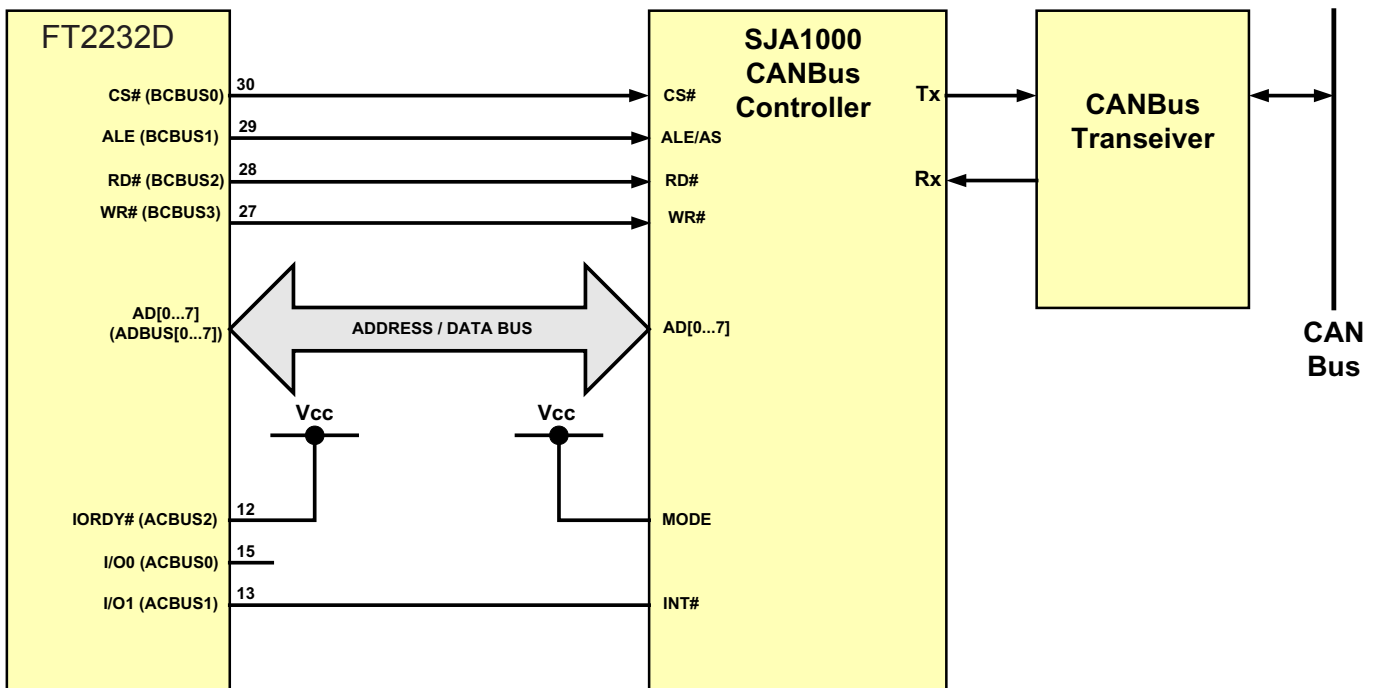 FT2232D
CS# (BCBUS0)
30
ALE (BCBUS1)
29
RD# (BCBUS2)
28
WR# (BCBUS3)
27
AD[0...7]
(ADBUS[0...7])
ADDRESS / DATA BUS
Vcc
Vcc
IORDY# (ACBUS2)
12
I/O0 (ACBUS0)
15
I/O1 (ACBUS1)
13
SJA1000
CANBus
Controller
CS#
ALE/AS
RD#
WR#
AD[0...7]
MODE
INT#
Tx
Rx
CANBus
Transeiver
CAN
Bus